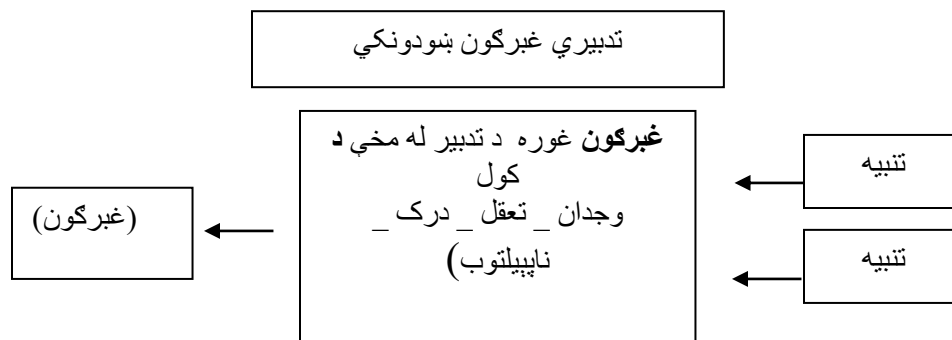 تدبيري غبرګون ښودونکي
تنبيه
غبرګون غوره د تدبير له مخې د
کول
وجدان _ تعقل _ درک _
ناپېيلتوب)
(غبرګون)
تنبيه